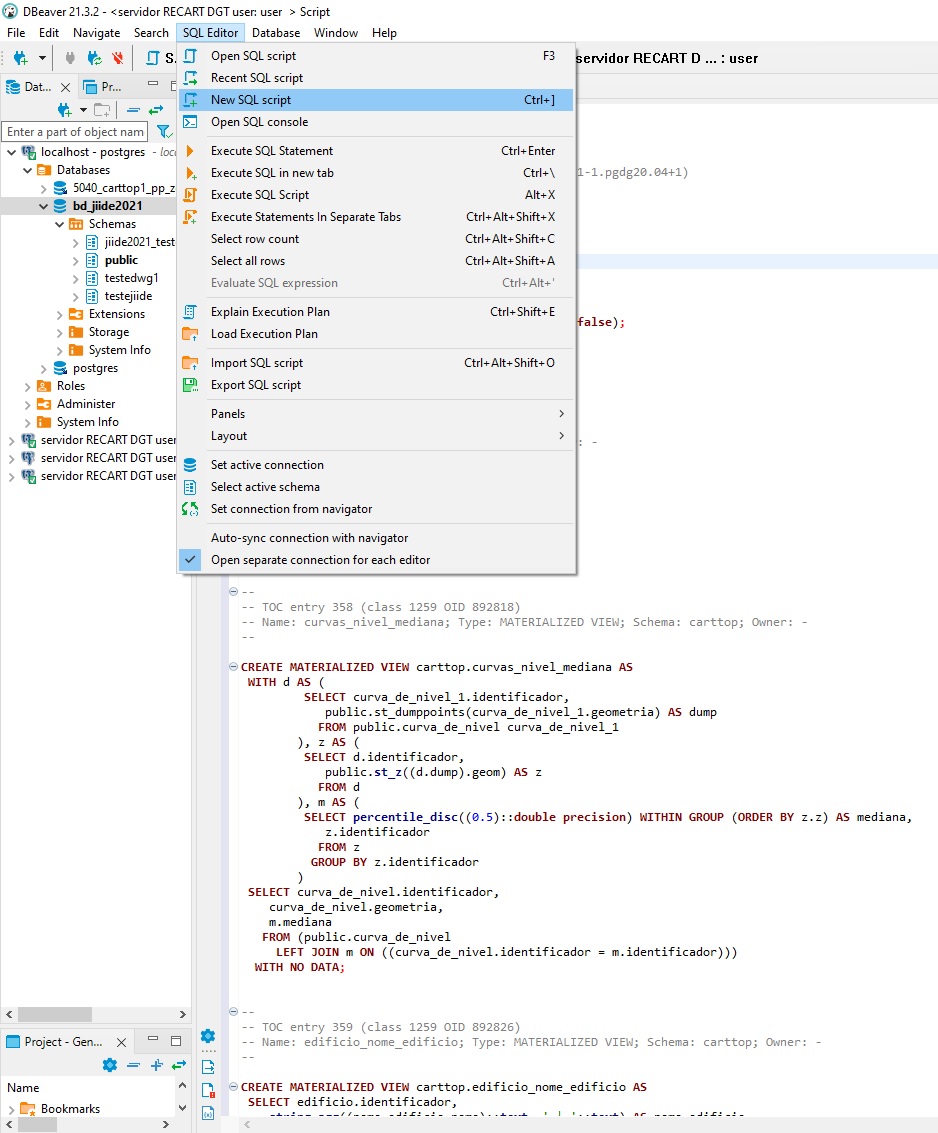 DBeaver 21.3.2 - <servidor RECART DGT user: user > Script
File Edit Navigate Search SQL Editor Database Window Help
servidor RECART D ... : user
Dat... Pr...
Enter a part of object nam
localhost - postgres - loc
Databases
5040_carttop1_pp_z
bd_jiide2021
Schemas
jiide2021_teste
public
testedwg1
testejiide
Extensions
Storage
System Info
postgres
Roles
Administer
System Info
servidor RECART DGT user
servidor RECART DGT user
servidor RECART DGT user
Open SQL script F3
Recent SQL script
New SQL script Ctrl+]
Open SQL console
Execute SQL Statement Ctrl+Enter
Execute SQL in new tab Ctrl+\
Execute SQL Script Alt+X
Execute Statements In Separate Tabs Ctrl+Alt+Shift+X
Select row count Ctrl+Alt+Shift+C
Select all rows Ctrl+Alt+Shift+A
Evaluate SQL expression Ctrl+Alt+'
Explain Execution Plan Ctrl+Shift+E
Load Execution Plan
Import SQL script Ctrl+Alt+Shift+O
Export SQL script
Panels
Layout
Set active connection
Select active schema
Set connection from navigator
Auto-sync connection with navigator
Open separate connection for each editor
1-1.pgdg20.04+1)
false);
: -
--
-- TOC entry 358 (class 1259 OID 892818)
-- Name: curvas_nivel_mediana; Type: MATERIALIZED VIEW; Schema: carttop; Owner: -
--
CREATE MATERIALIZED VIEW carttop.curvas_nivel_mediana AS
WITH d AS (
SELECT curva_de_nivel_1.identificador,
public.st_dumppoints(curva_de_nivel_1.geometria) AS dump
FROM public.curva_de_nivel curva_de_nivel_1
), z AS (
SELECT d.identificador,
public.st_z((d.dump).geom) AS z
FROM d
), m AS (
SELECT percentile_disc((0.5)::double precision) WITHIN GROUP (ORDER BY z.z) AS mediana,
z.identificador
FROM z
GROUP BY z.identificador
)
SELECT curva_de_nivel.identificador,
curva_de_nivel.geometria,
m.mediana
FROM (public.curva_de_nivel
LEFT JOIN m ON ((curva_de_nivel.identificador = m.identificador)))
WITH NO DATA;
--
-- TOC entry 359 (class 1259 OID 892826)
-- Name: edificio_nome_edificio; Type: MATERIALIZED VIEW; Schema: carttop; Owner: -
--
CREATE MATERIALIZED VIEW carttop.edificio_nome_edificio AS
SELECT edificio.identificador,
Project - Gen...
Name
Bookmarks